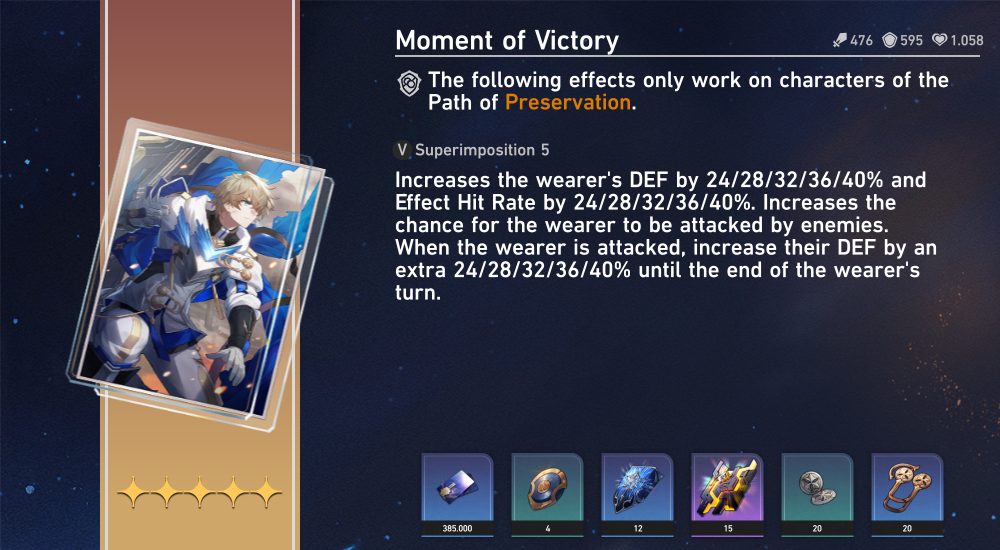 Moment of Victory
476 595 1.058
The following effects only work on characters of the
Path of Preservation.
V Superimposition 5
Increases the wearer's DEF by 24/28/32/36/40% and
Effect Hit Rate by 24/28/32/36/40%. Increases the
chance for the wearer to be attacked by enemies.
When the wearer is attacked, increase their DEF by an
extra 24/28/32/36/40% until the end of the wearer's
turn.
385.000 4 12 15 20 20